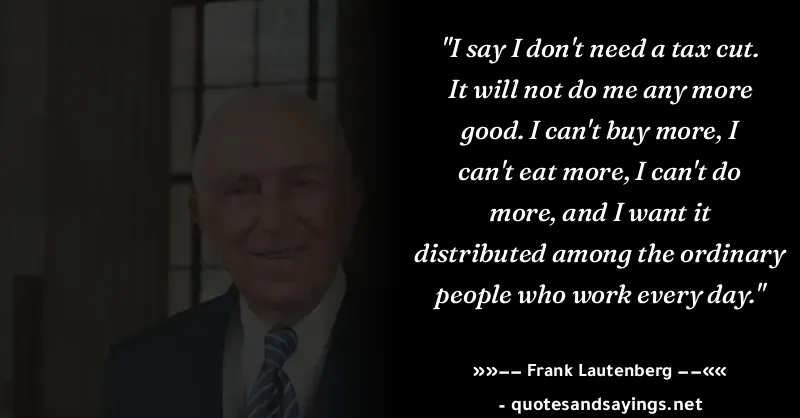 "I say I don't need a tax cut.
It will not do me any more
good. I can't buy more, I
can't eat more, I can't do
more, and I want it
distributed among the ordinary
people who work every day."
»»−− Frank Lautenberg −−««
- quotesandsayings.net